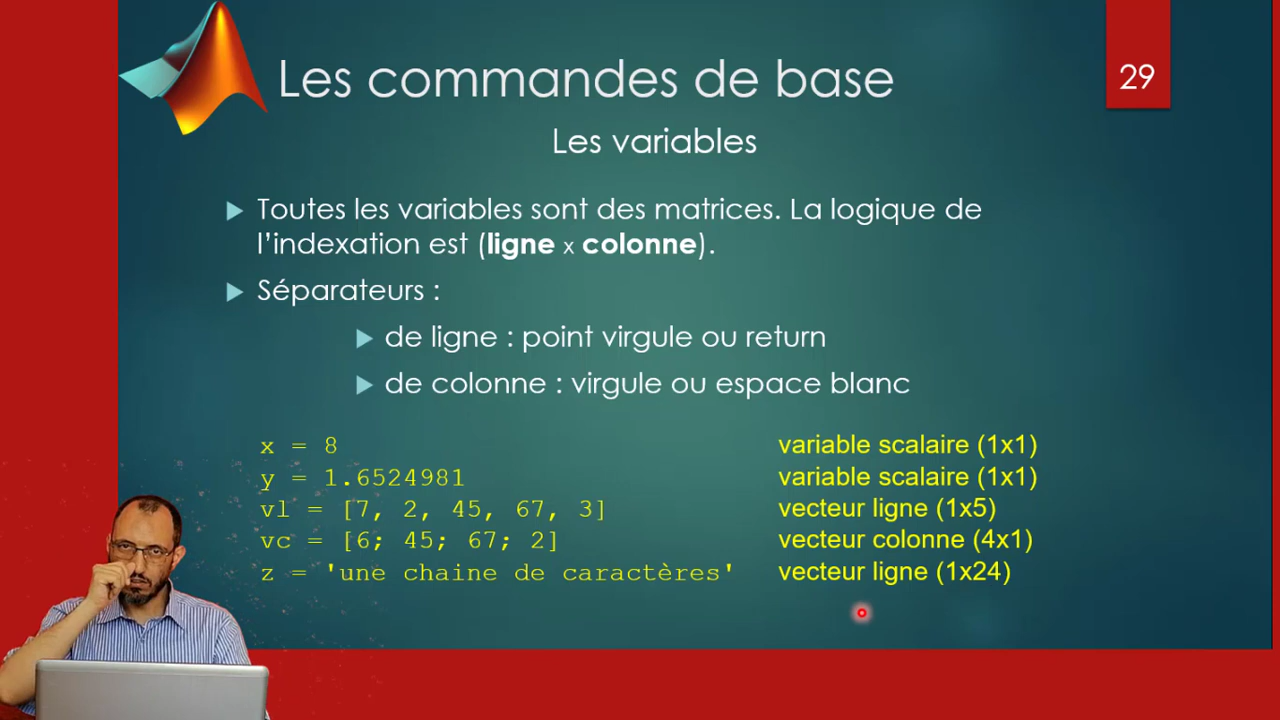 Les commandes de base
29
Les variables
Toutes les variables sont des matrices. La logique de
l'indexation est (ligne x colonne).
Séparateurs :
de ligne : point virgule ou return
de colonne : virgule ou espace blanc
x = 8 variable scalaire (1x1)
y = 1.6524981 variable scalaire (1x1)
vl = [7, 2, 45, 67, 3] vecteur ligne (1x5)
vc = [6; 45; 67; 2] vecteur colonne (4x1)
z = 'une chaine de caractères' vecteur ligne (1x24)